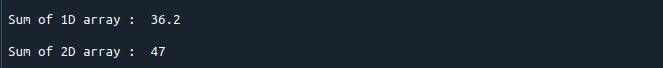 Sum of 1D array :  36.2
Sum of 2D array :  47